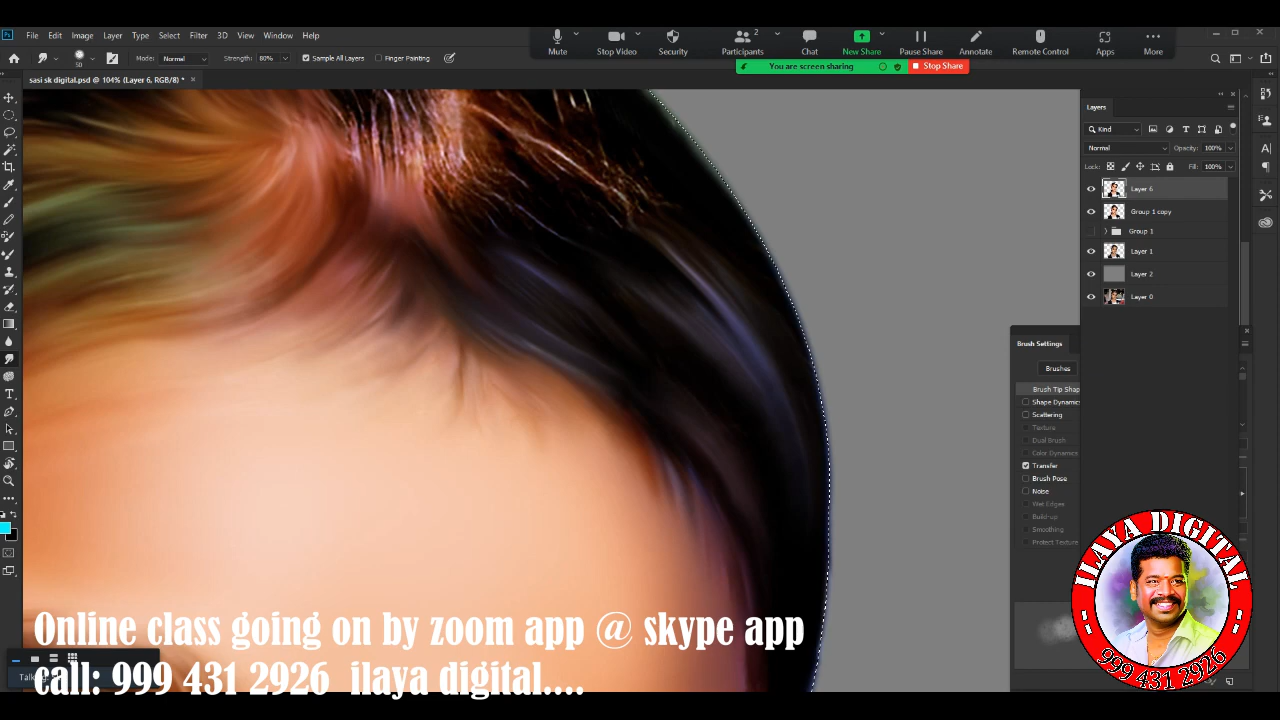 File Edit Image Layer Type Select Filter 3D View Window Help
Mute Stop Video Security Participants 2 Chat New Share Pause Share Annotate Remote Control Apps More
You are screen sharing Stop Share
50 Mode: Normal Strength: 80% Sample All Layers Finger Painting
sasi sk digital.psd @ 104% (Layer 6, RGB/8) *
Layers
Kind
Normal Opacity: 100%
Lock: Fill: 100%
Layer 6
Group 1 copy
Group 1
Layer 1
Layer 2
Layer 0
Brush Settings
Brushes
Brush Tip Shap
Shape Dynamics
Scattering
Texture
Dual Brush
Color Dynamics
Transfer
Brush Pose
Noise
Wet Edges
Build-up
Smoothing
Protect Texture
ILAYA DIGITAL
999 431 2926
Online class going on by zoom app @ skype app
call: 999 431 2926 ilaya digital....